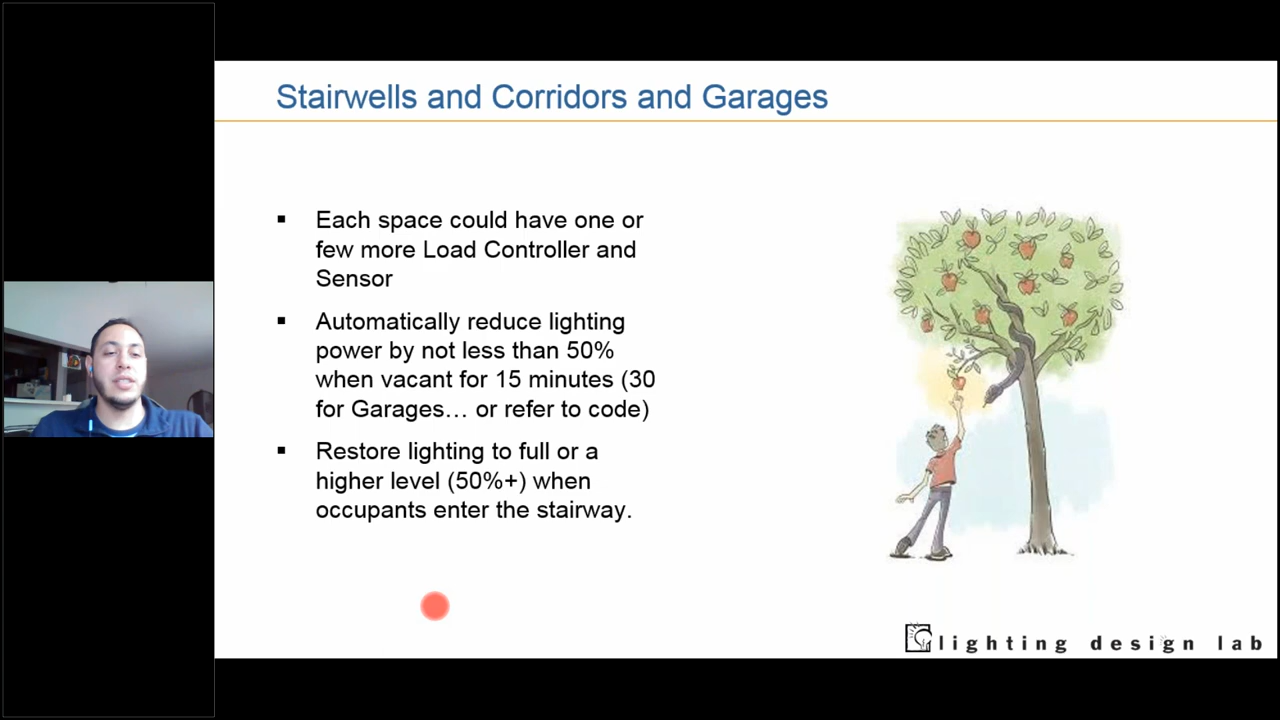 Stairwells and Corridors and Garages
Each space could have one or
few more Load Controller and
Sensor
Automatically reduce lighting
power by not less than 50%
when vacant for 15 minutes (30
for Garages… or refer to code)
Restore lighting to full or a
higher level (50%+) when
occupants enter the stairway.
lighting design lab